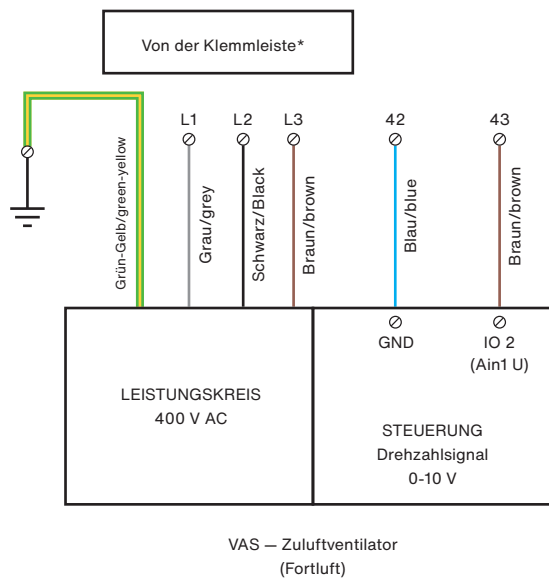 Von der Klemmleiste*
L1
L2
L3
42
43
Grün-Gelb/green-yellow
Grau/grey
Schwarz/Black
Braun/brown
Blau/blue
Braun/brown
GND
IO 2
(Ain1 U)
LEISTUNGSKREIS
400 V AC
STEUERUNG
Drehzahlsignal
0-10 V
VAS — Zuluftventilator
(Fortluft)